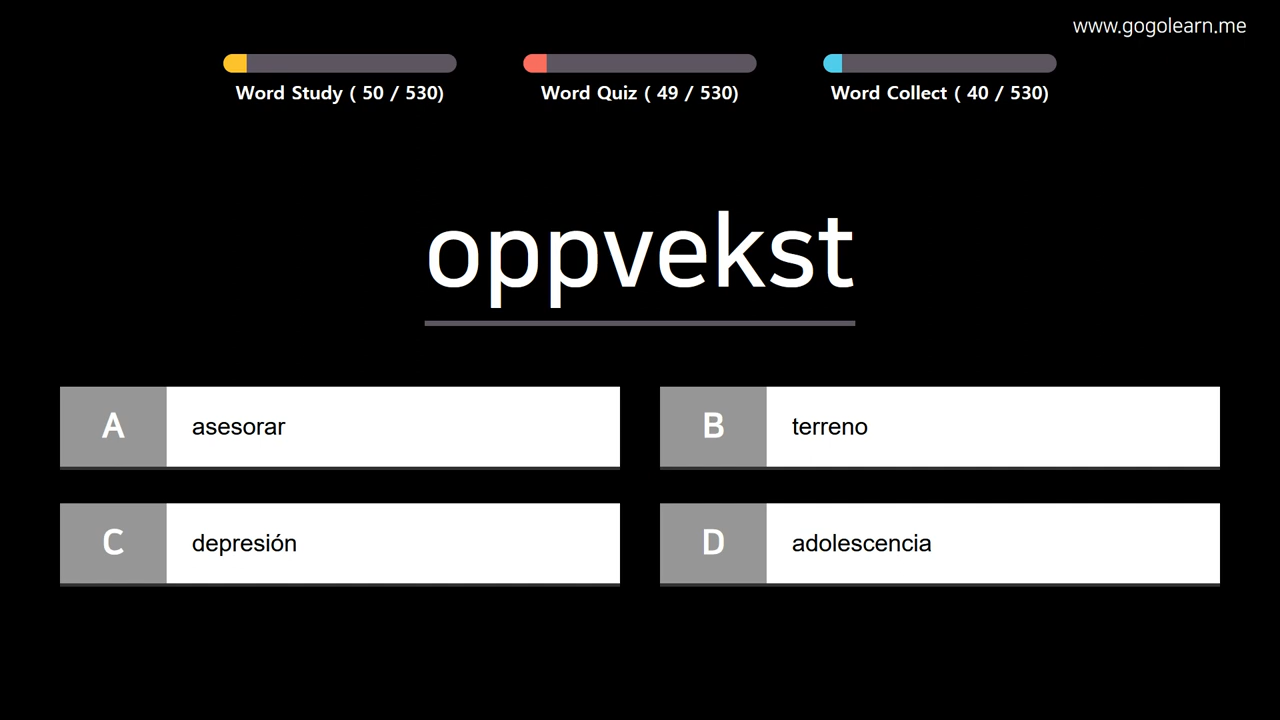 www.gogolearn.me
Word Study ( 50 / 530)
Word Quiz ( 49 / 530)
Word Collect ( 40 / 530)
oppvekst
A asesorar
B terreno
C depresión
D adolescencia